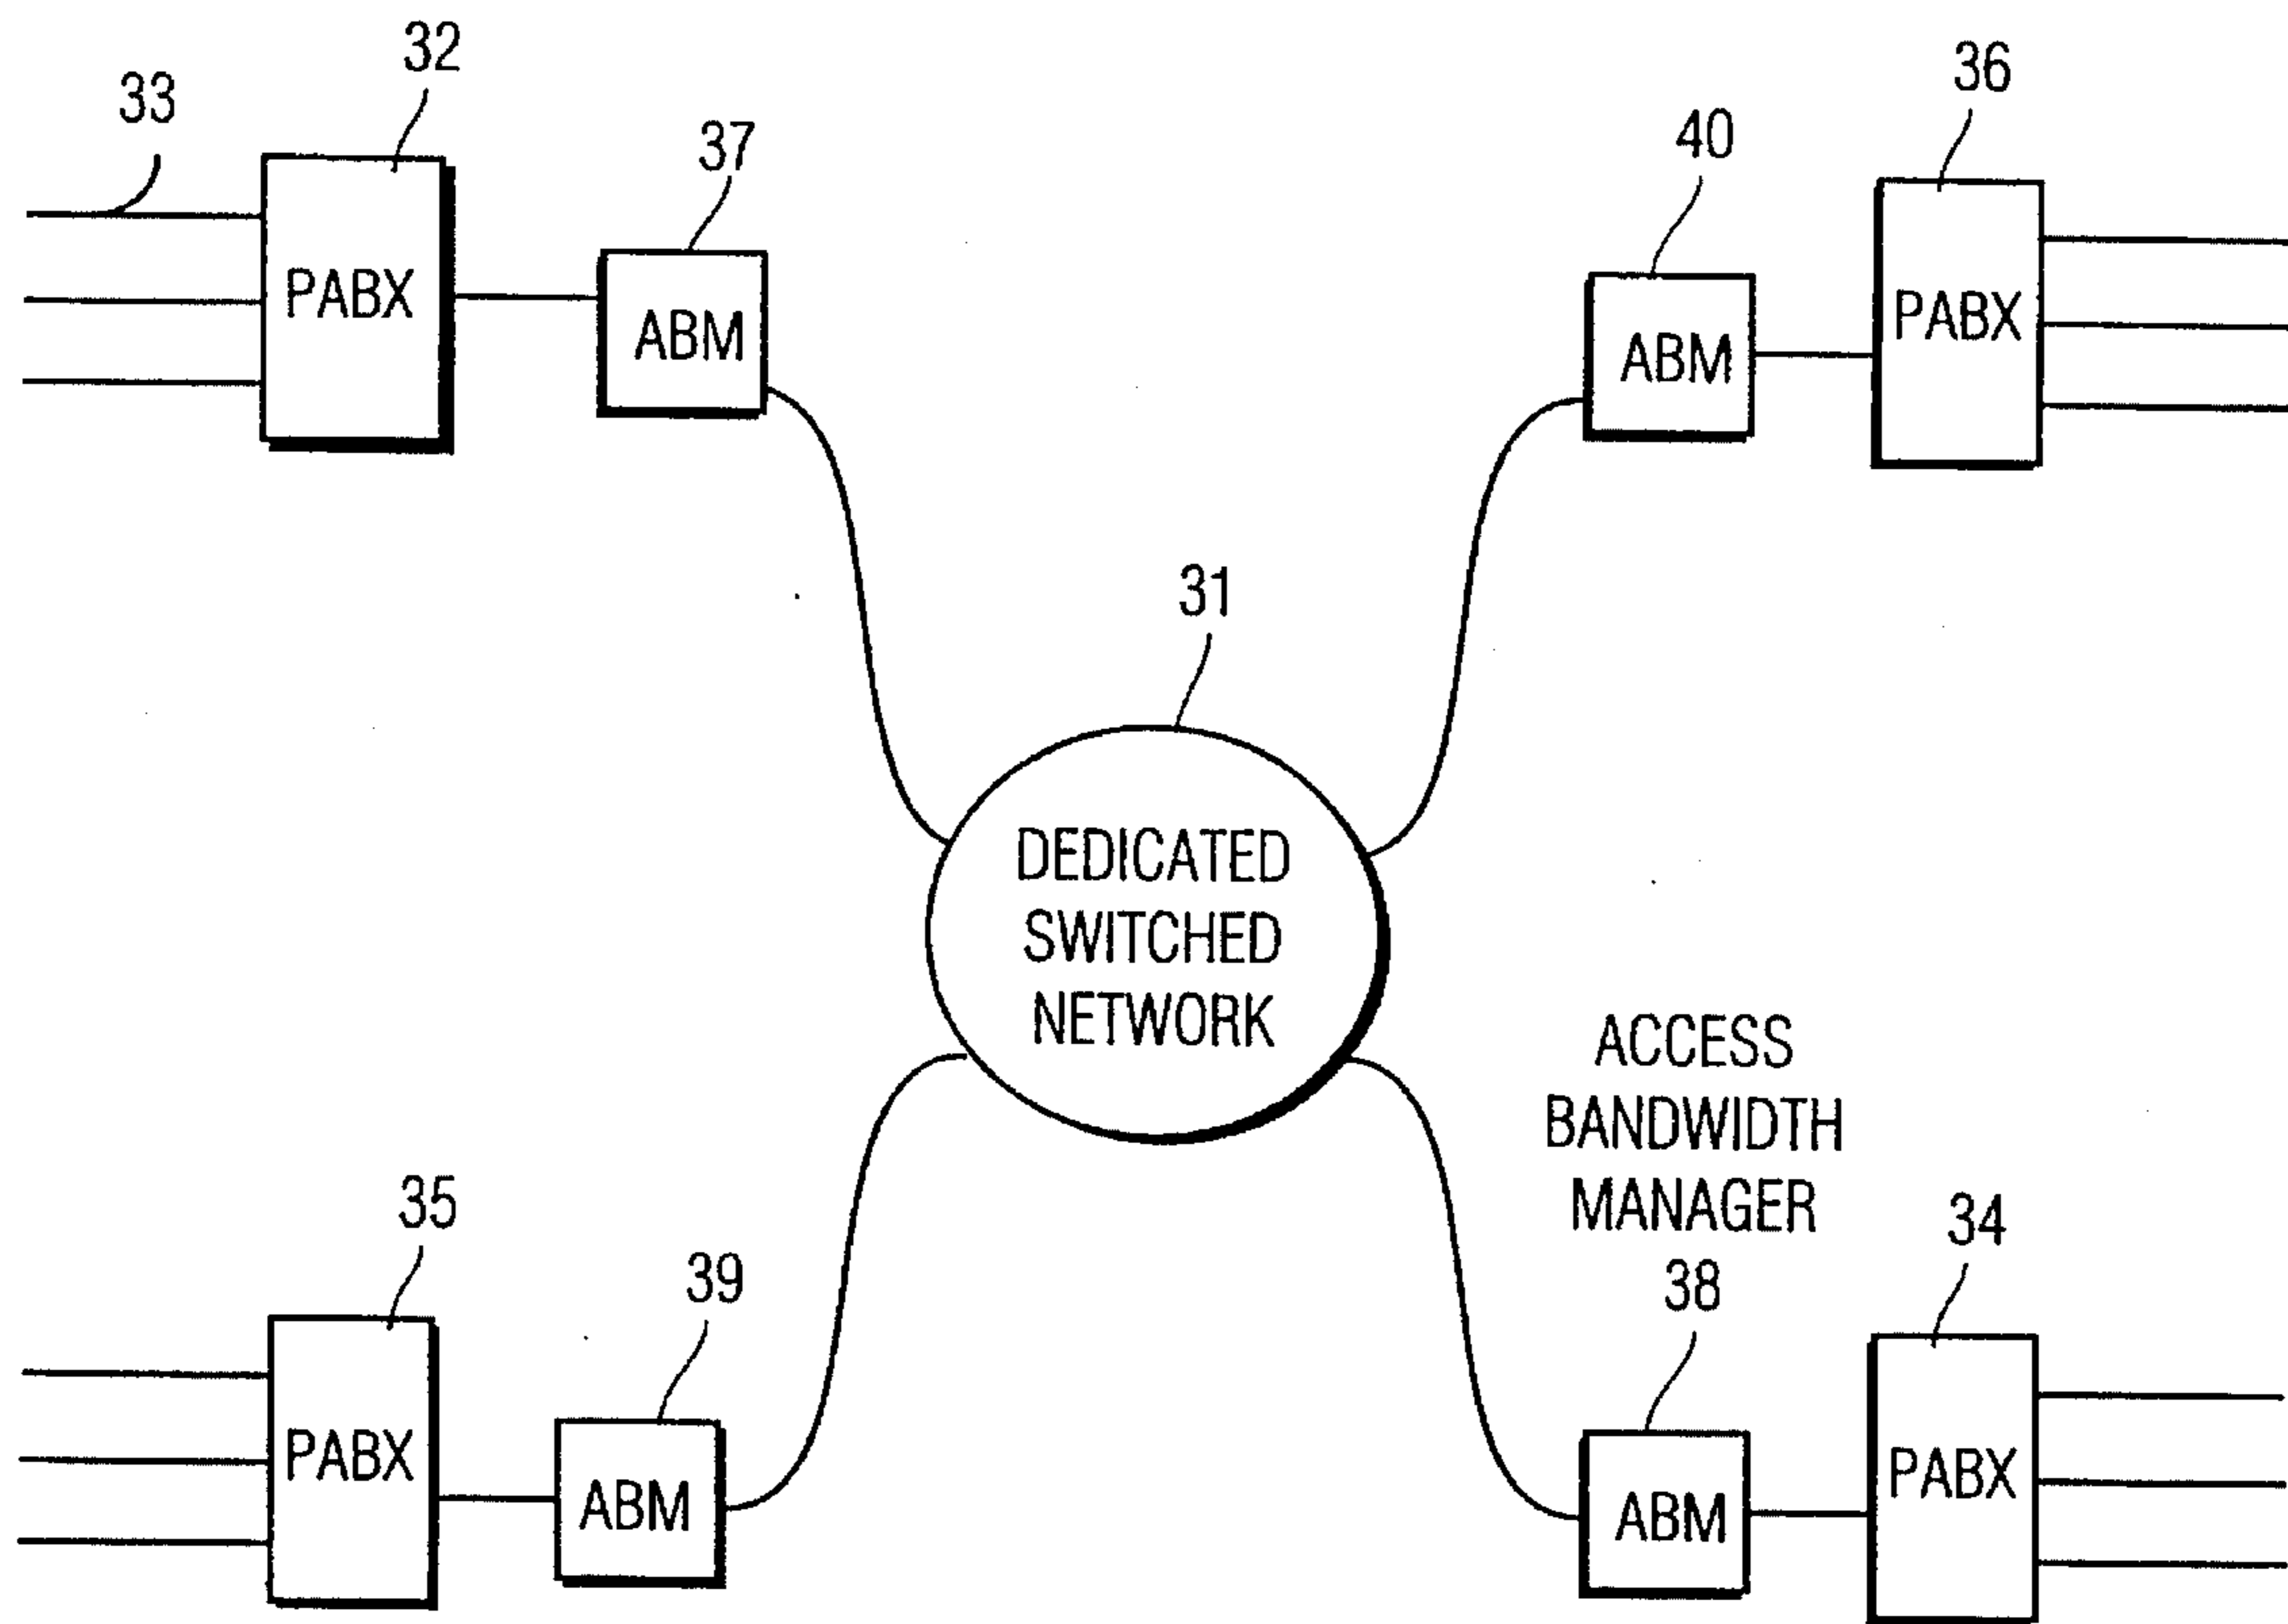 32
33
36
37
40
PABX
ABM
PABX
ABM
31
DEDICATED
SWITCHED
NETWORK
ACCESS
BANDWIDTH
MANAGER
35
39
34
38
PABX
ABM
PABX
ABM